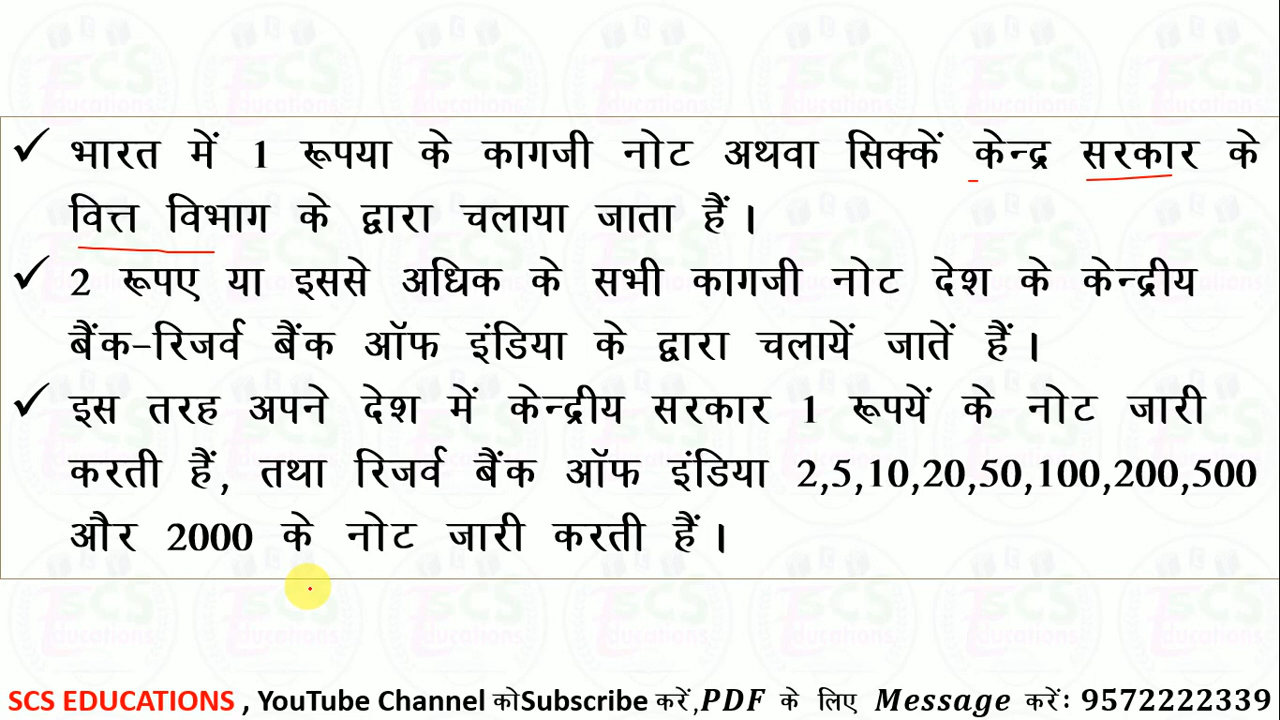 ✓ भारत में 1 रूपया के कागजी नोट अथवा सिक्कें केन्द्र सरकार के
वित्त विभाग के द्वारा चलाया जाता हैं।
✓ 2 रूपए या इससे अधिक के सभी कागजी नोट देश के केन्द्रीय
बैंक-रिजर्व बैंक ऑफ इंडिया के द्वारा चलायें जातें हैं।
✓ इस तरह अपने देश में केन्द्रीय सरकार 1 रूपयें के नोट जारी
करती हैं, तथा रिजर्व बैंक ऑफ इंडिया 2,5,10,20,50,100,200,500
और 2000 के नोट जारी करती हैं।
SCS EDUCATIONS , YouTube Channel कोSubscribe करें,PDF के लिए Message करेंः 9572222339